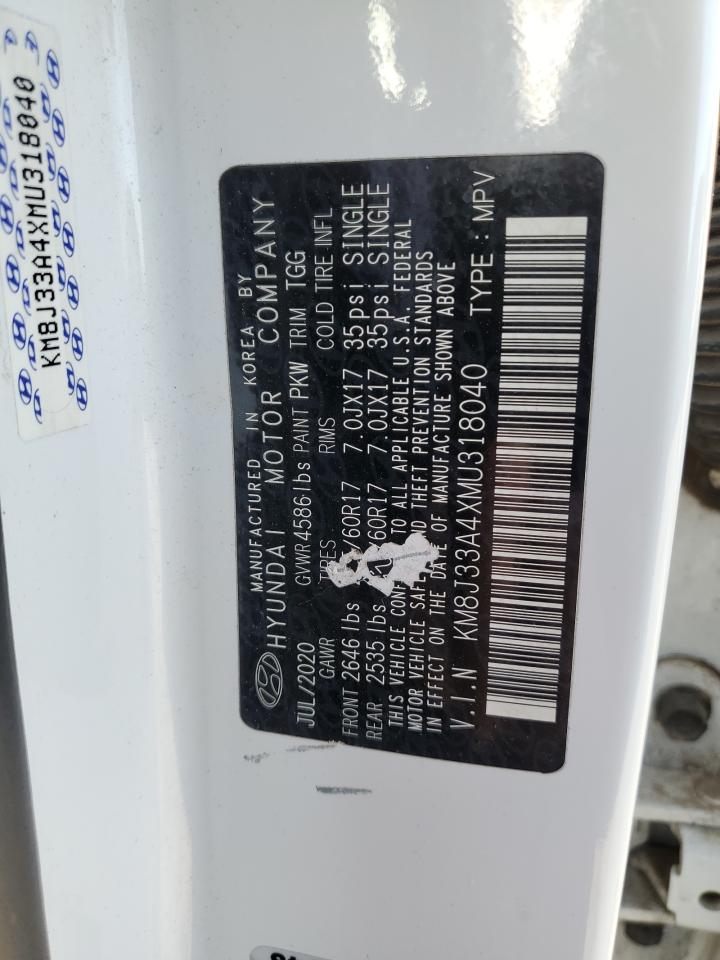 KM8J33A4XMU318040
MANUFACTURED IN KOREA BY
HYUNDAI MOTOR COMPANY
JUL/2020 GVWR 4586 lbs PAINT PKW TRIM TGG
GAWR TIRES RIMS COLD TIRE INFL
FRONT 2646 lbs /60R17 7.0JX17 35psi SINGLE
REAR 2535 lbs /60R17 7.0JX17 35psi SINGLE
THIS VEHICLE TO ALL APPLICABLE U.S.A. FEDERAL
MOTOR VEHICLE AND THEFT PREVENTION STANDARDS
IN EFFECT ON THE DATE OF MANUFACTURE SHOWN ABOVE
V.I.N KM8J33A4XMU318040 TYPE : MPV